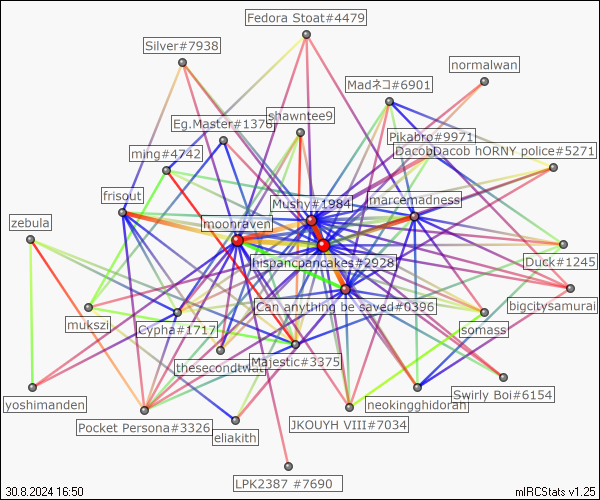 Fedora Stoat#4479
Silver#7938
normalwan
Madネコ#6901
shawntee9
Eg.Master#1378
Pikabro#9971
ming#4742
DacobDacob hORNY police#5271
frisout
Mushy#1984
marcemadness
zebula
moonraven
hispancpancakes#2928
Duck#1245
Can anything be saved#0396
bigcitysamurai
mukszi
Cypha#1717
somass
thesecondtwat
Majestic#3375
yoshimanden
Swirly Boi#6154
neokingghidorah
Pocket Persona#3326
JKOUYH VIII#7034
eliakith
LPK2387 #7690
30.8.2024 16:50
mIRCStats v1.25